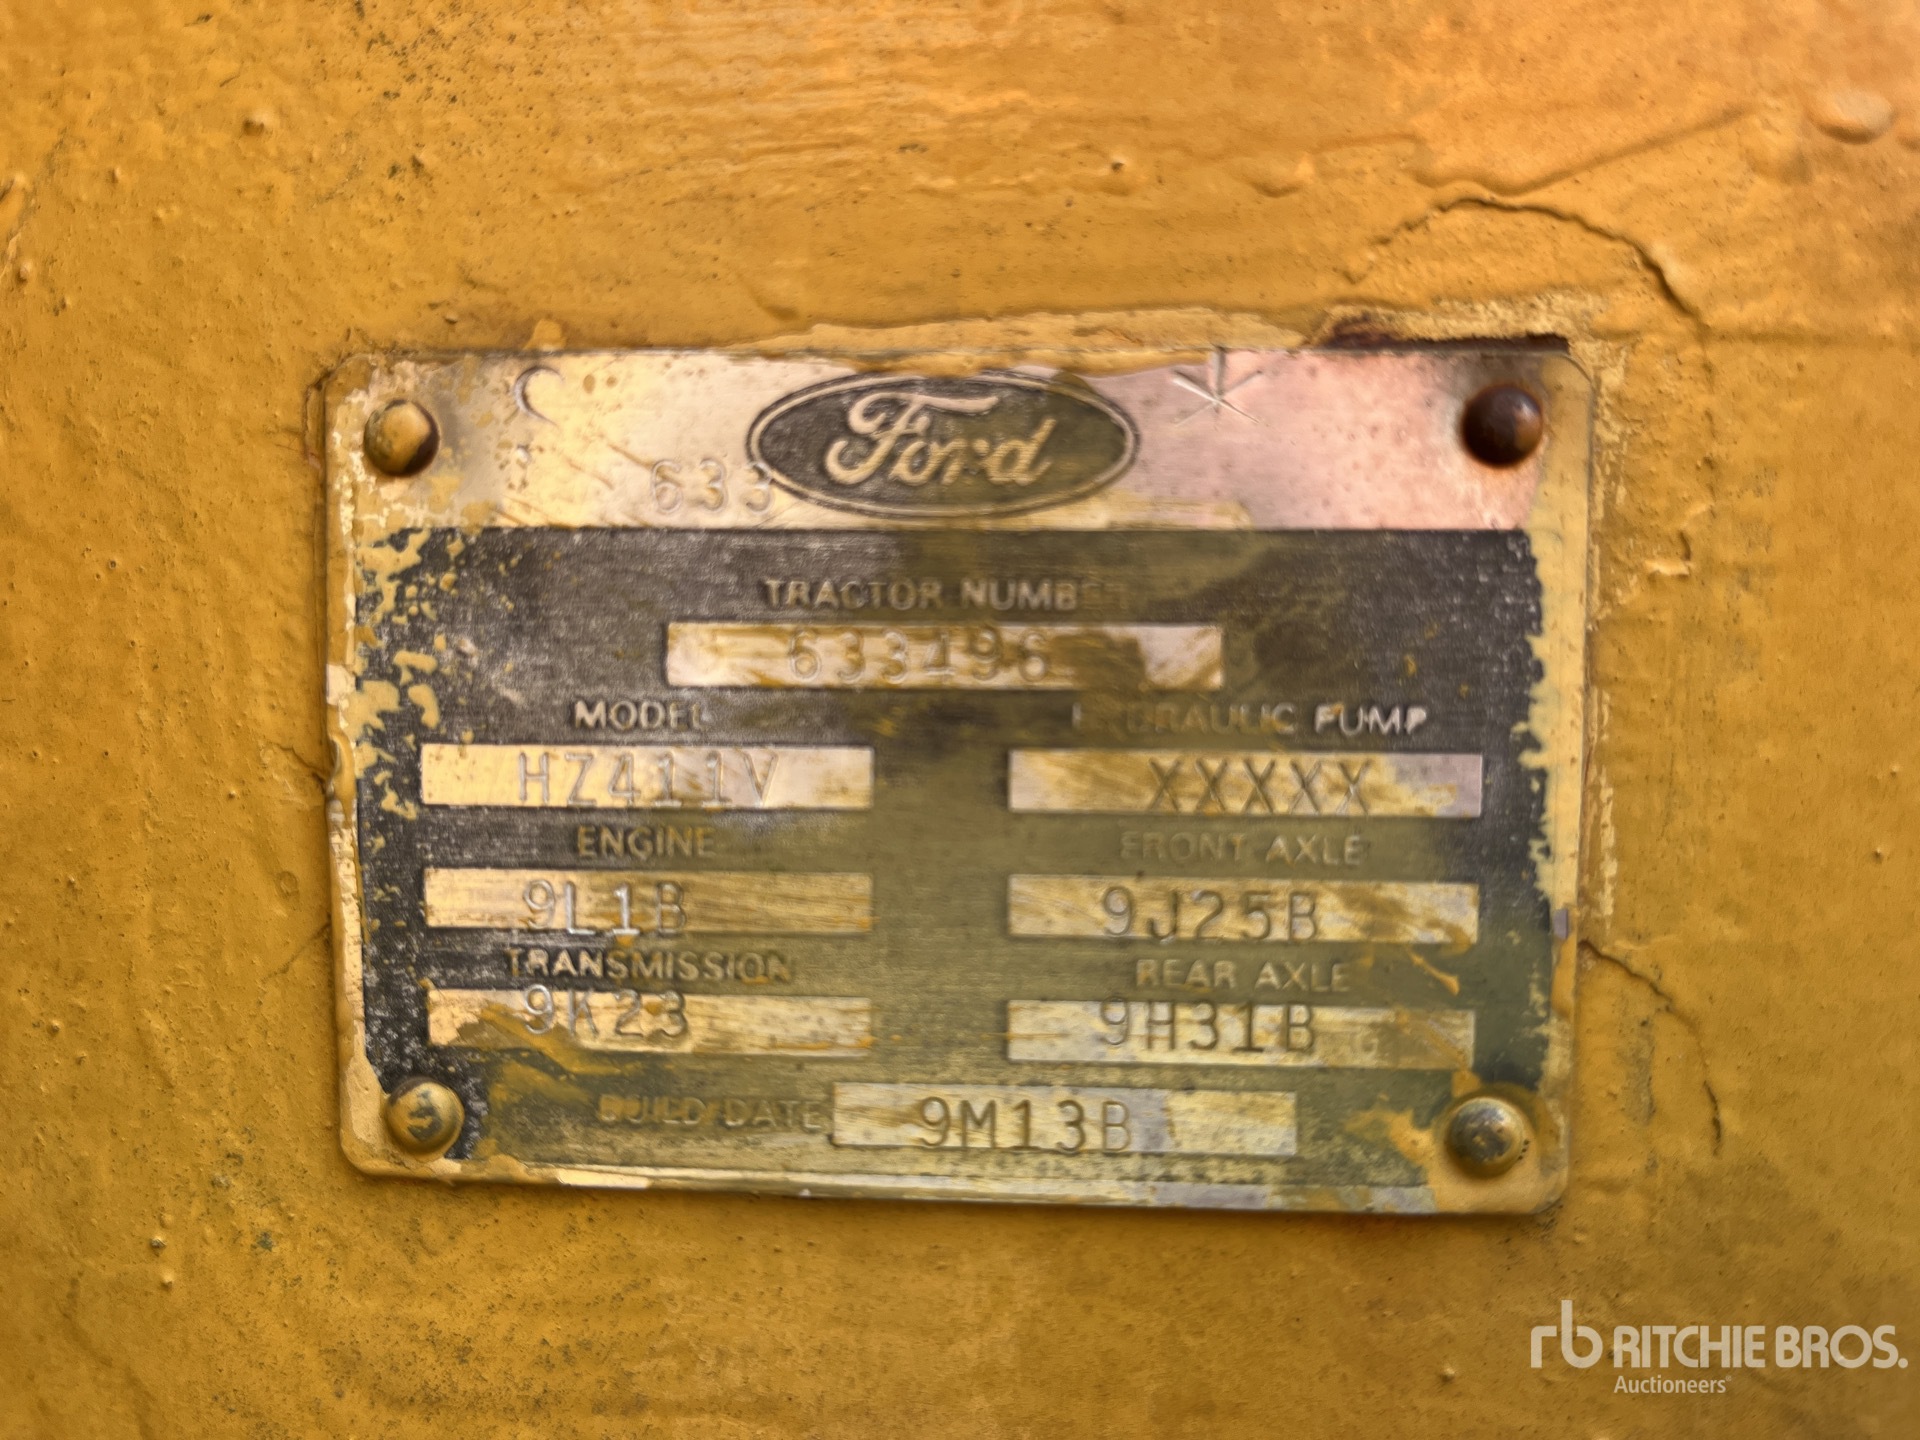 Ford
633
TRACTOR NUMBER
633496
MODEL
HYDRAULIC PUMP
HZ411V
XXXXX
ENGINE
FRONT AXLE
9L1B
9J25B
TRANSMISSION
REAR AXLE
9K23
9H31B
BUILD DATE
9M13B
rb RITCHIE BROS.
Auctioneers